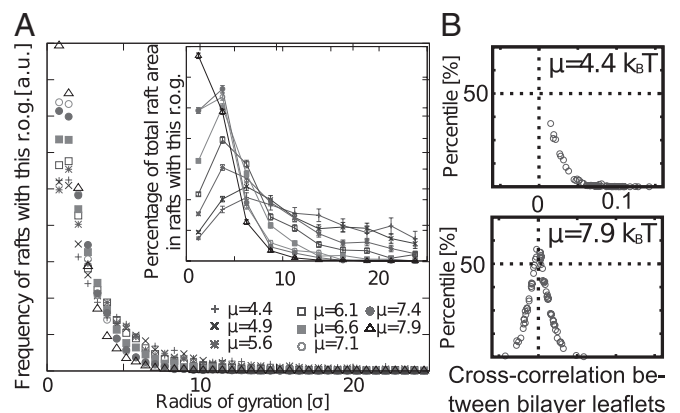 A
Frequency of rafts with this r.o.g.[a.u.]
Percentage of total raft area
in rafts with this r.o.g.
0 10 20
μ=4.4
μ=4.9
μ=5.6
μ=6.1
μ=6.6
μ=7.1
μ=7.4
μ=7.9
0 10 20
Radius of gyration [σ]
B
μ=4.4 kBT
Percentile [%]
50
0 0.1
μ=7.9 kBT
Percentile [%]
50
Cross-correlation be-
tween bilayer leaflets